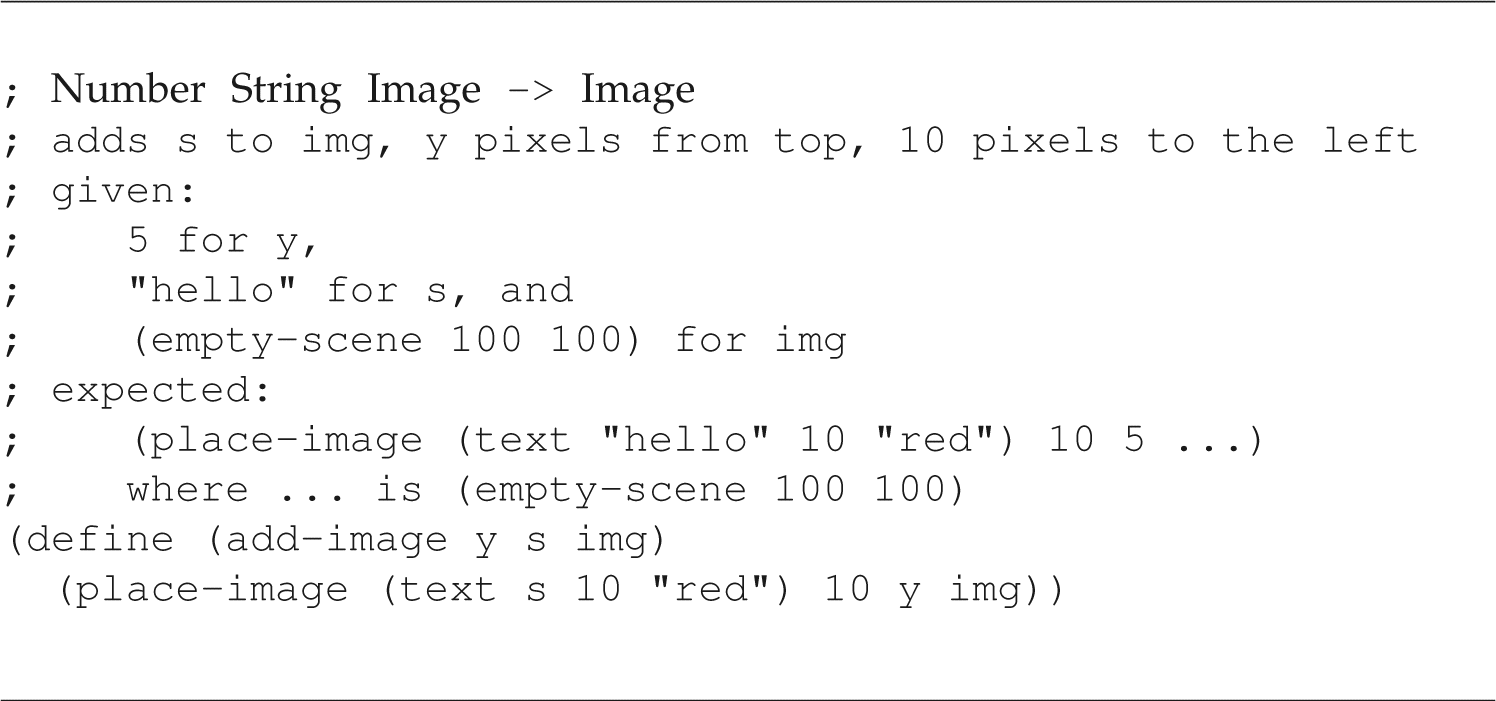 ; Number String Image -> Image
; adds s to img, y pixels from top, 10 pixels to the left
; given:
;    5 for y,
;    "hello" for s, and
;    (empty-scene 100 100) for img
; expected:
;    (place-image (text "hello" 10 "red") 10 5 ...)
;    where ... is (empty-scene 100 100)
(define (add-image y s img)
  (place-image (text s 10 "red") 10 y img))